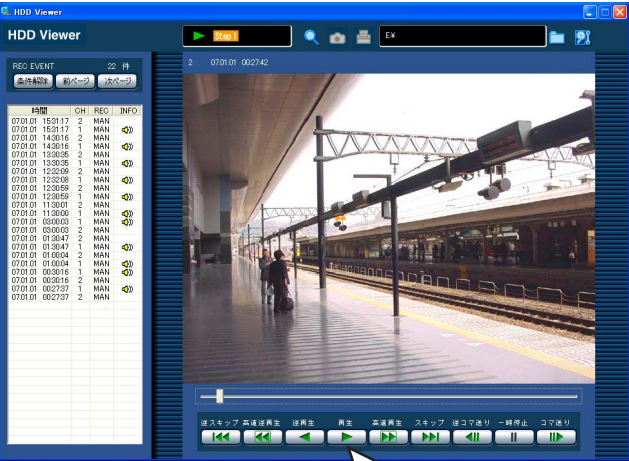 HDD Viewer
HDD Viewer
Step 1
E¥
REC EVENT 22 件
条件解除 前ページ 次ページ
2 07.01.01 00:27:42
時間 CH REC INFO
07.01.01 15:31:17 2 MAN
07.01.01 15:31:17 1 MAN
07.01.01 14:30:16 2 MAN
07.01.01 14:30:16 1 MAN
07.01.01 13:30:35 2 MAN
07.01.01 13:30:35 1 MAN
07.01.01 12:32:09 2 MAN
07.01.01 12:32:08 1 MAN
07.01.01 12:30:59 2 MAN
07.01.01 12:30:59 1 MAN
07.01.01 11:30:01 2 MAN
07.01.01 11:30:00 1 MAN
07.01.01 03:00:03 1 MAN
07.01.01 03:00:03 2 MAN
07.01.01 01:30:47 2 MAN
07.01.01 01:30:47 1 MAN
07.01.01 01:00:04 2 MAN
07.01.01 01:00:04 1 MAN
07.01.01 00:30:16 1 MAN
07.01.01 00:30:16 2 MAN
07.01.01 00:27:37 1 MAN
07.01.01 00:27:37 2 MAN
逆スキップ 高速逆再生 逆再生 再生 高速再生 スキップ 逆コマ送り 一時停止 コマ送り